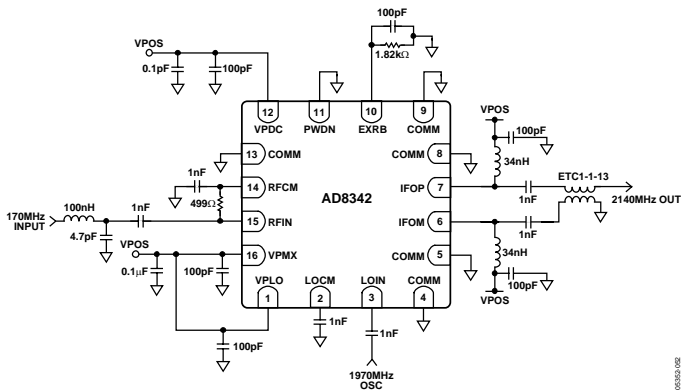 100pF
1.82kΩ
VPOS
0.1pF
100pF
12
VPDC
11
PWDN
10
EXRB
9
COMM
VPOS
100pF
34nH
ETC1-1-13
13
COMM
COMM
8
1nF
14
RFCM
AD8342
IFOP
7
1nF
2140MHz OUT
170MHz
INPUT
100nH
1nF
499Ω
15
RFIN
IFOM
6
1nF
4.7pF
VPOS
16
VPMX
COMM
5
34nH
0.1µF
100pF
VPLO
1
LOCM
2
LOIN
3
COMM
4
100pF
VPOS
1nF
1nF
100pF
1970MHz
OSC
05352-062